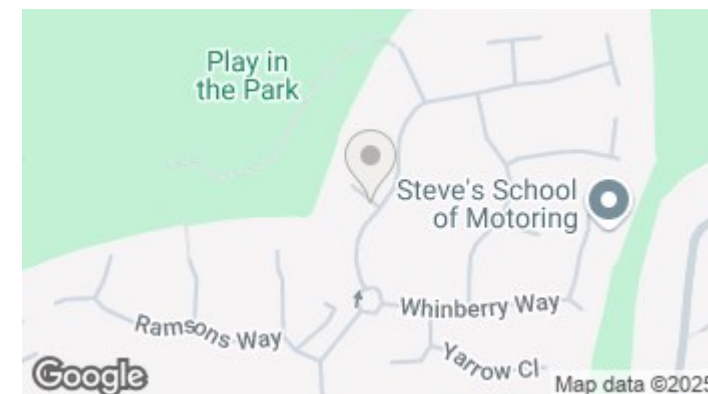 Play in
the Park
Steve's School
of Motoring
Whinberry Way
Ramsons Way
Yarrow Cl
Google
Map data ©2025